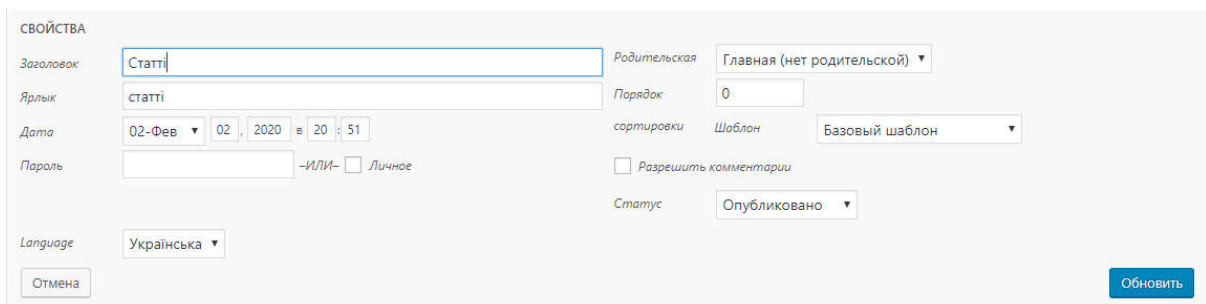 СВОЙСТВА
Заголовок Статті
Ярлык статті
Дата 02-Фев 02 , 2020 в 20 : 51
Пароль –ИЛИ– Личное
Language Українська
Отмена
Родительская Главная (нет родительской)
Порядок 0
сортировки Шаблон Базовый шаблон
Разрешить комментарии
Статус Опубликовано
Обновить